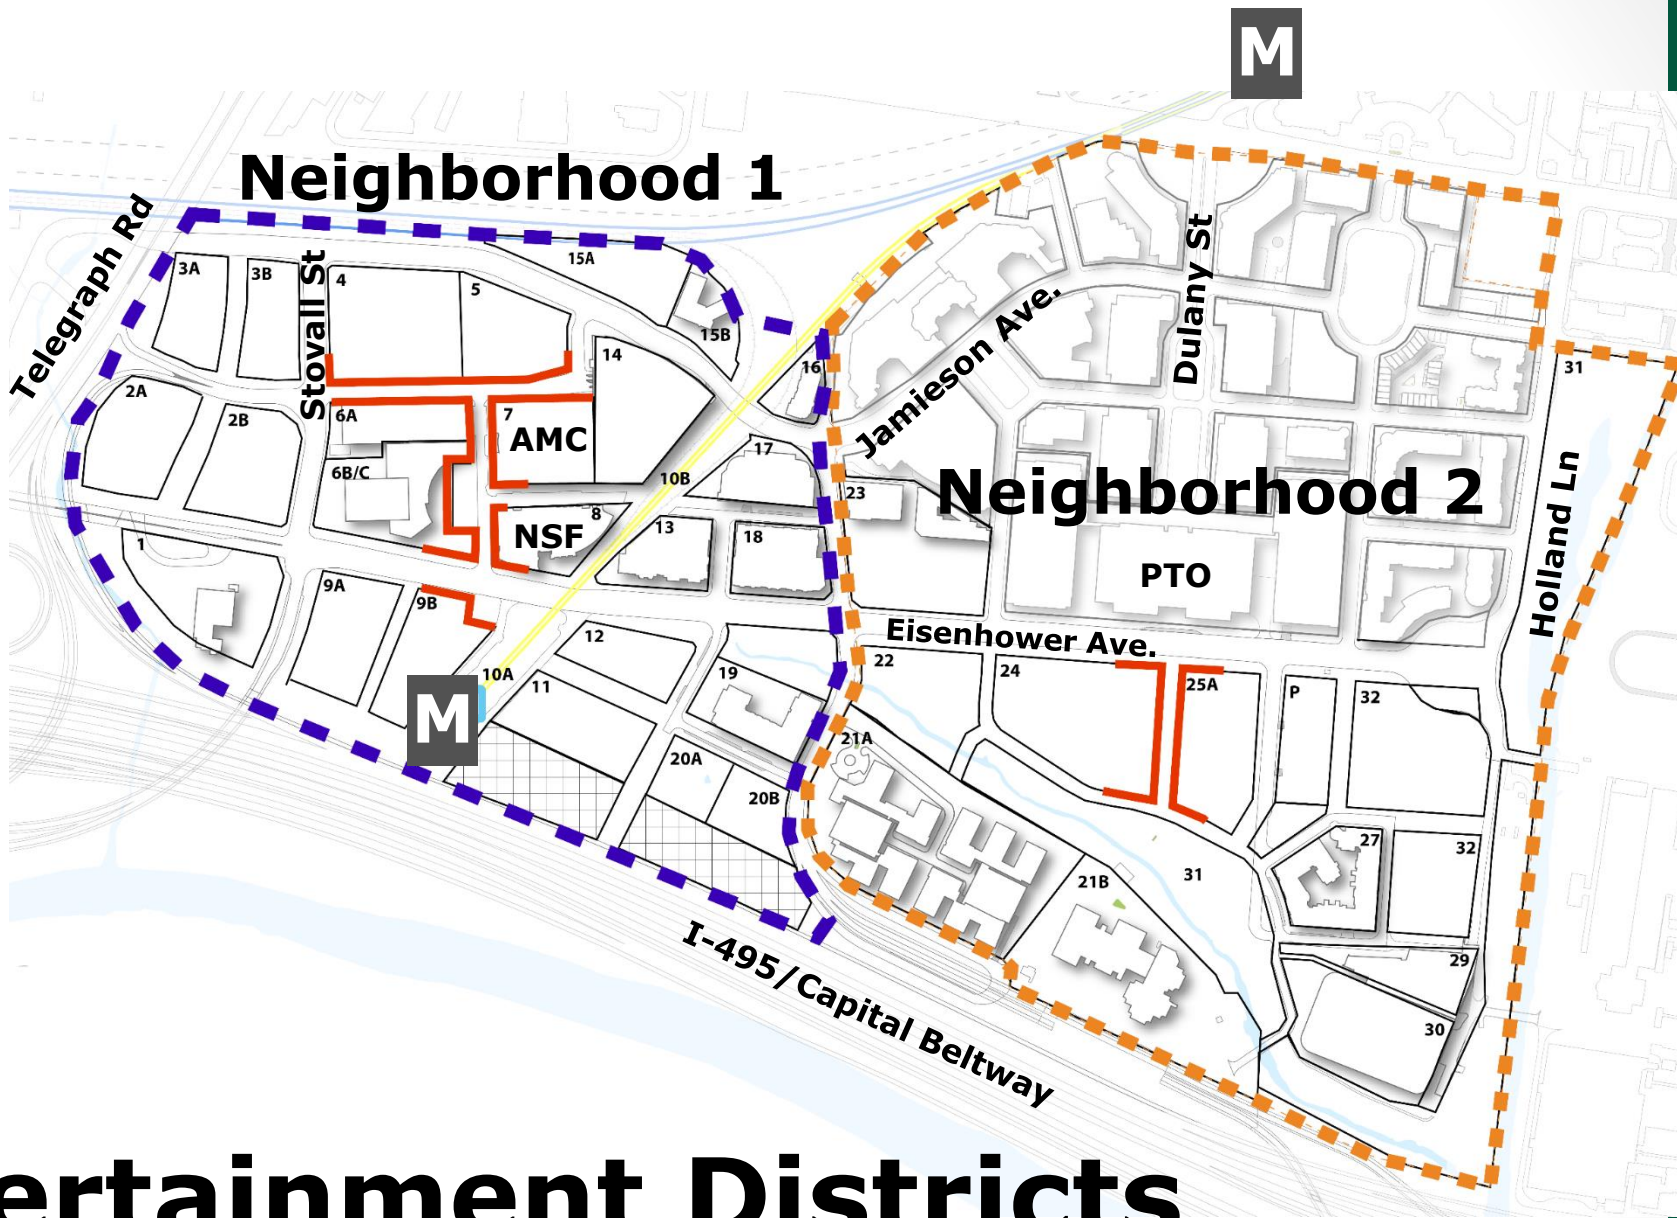 M
Neighborhood 1
Telegraph Rd
Stovall St
3A
3B
4
5
15A
15B
14
16
2A
2B
6A
7
AMC
6B/C
10B
17
8
NSF
13
18
1
9A
9B
12
10A
11
19
M
20A
20B
Jamieson Ave.
Dulany St
31
Holland Ln
23
Neighborhood 2
PTO
Eisenhower Ave.
22
24
25A
P
32
21A
27
32
21B
31
29
30
I-495/Capital Beltway
ertainment Districts